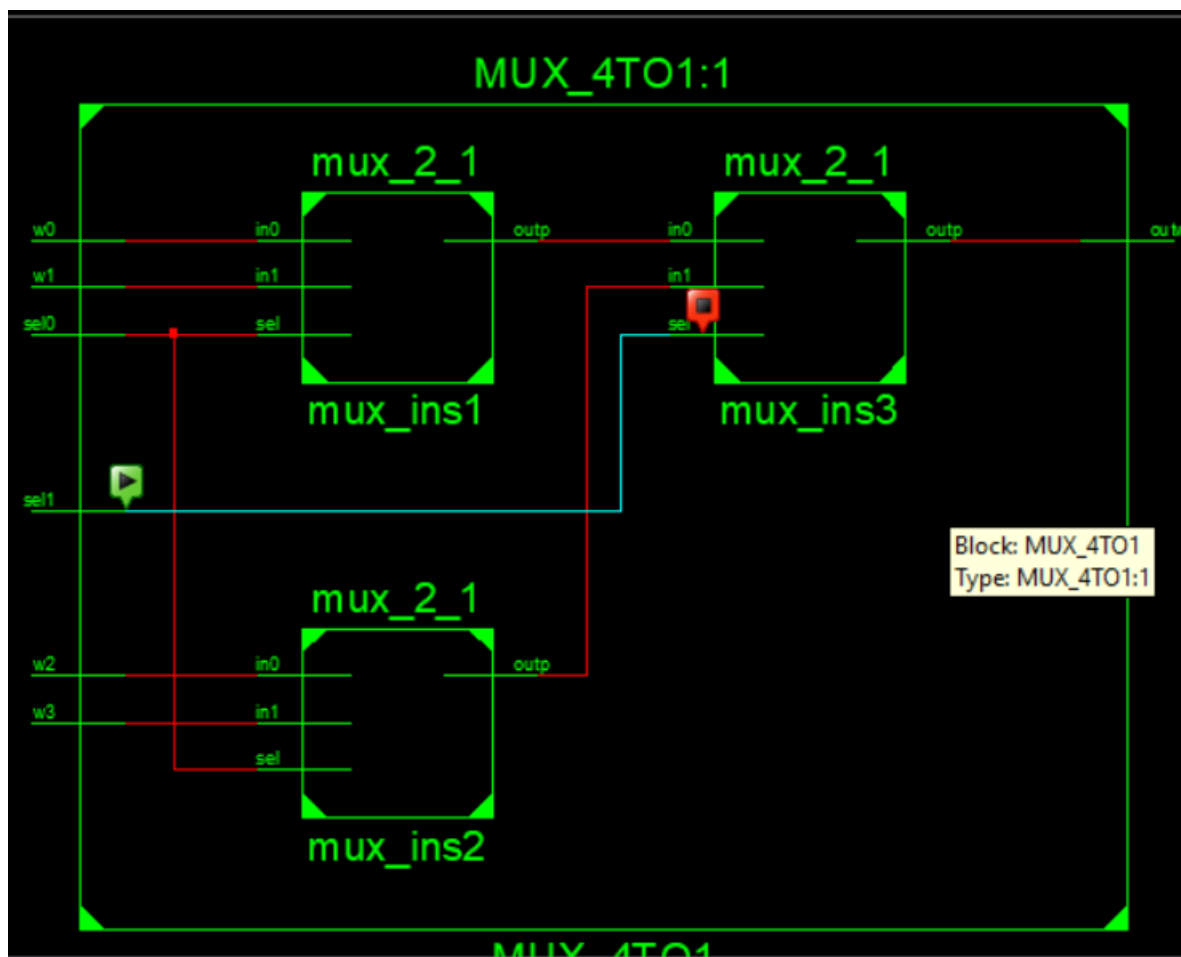 MUX_4TO1:1
mux_2_1 mux_2_1
w0 in0 outp in0 outp
w1 in1 in1
sel0 sel sel
mux_ins1 mux_ins3
sel1
Block: MUX_4TO1
Type: MUX_4TO1:1
mux_2_1
w2 in0 outp
w3 in1
sel
mux_ins2
MUX_4TO1